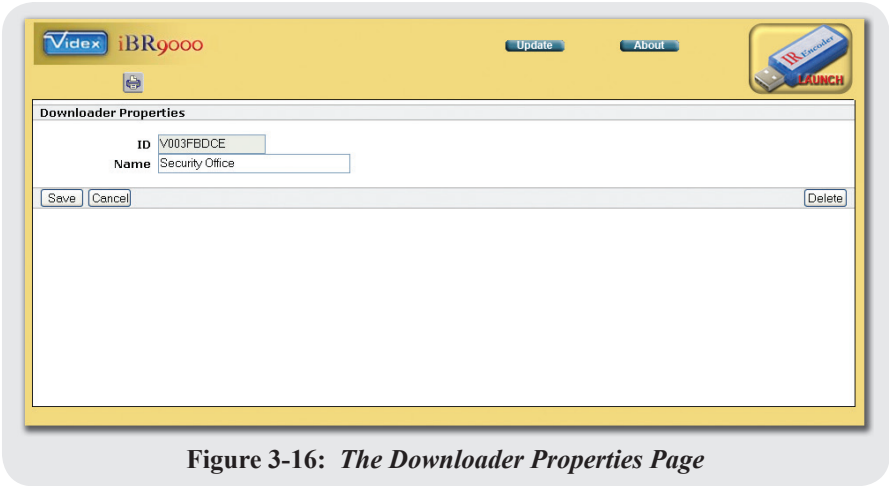 Videx iBR9000
Update About
IR Encoder
LAUNCH
Downloader Properties
ID V003FBDCE
Name Security Office
Save Cancel Delete
Figure 3-16: The Downloader Properties Page